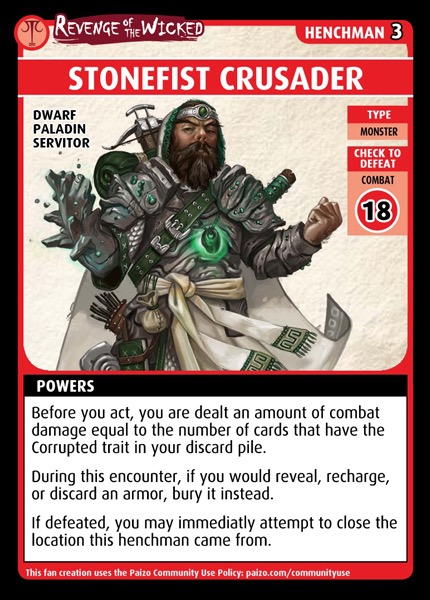 REVENGE OF THE WICKED
HENCHMAN 3
STONEFIST CRUSADER
DWARF
PALADIN
SERVITOR
TYPE
MONSTER
CHECK TO
DEFEAT
COMBAT
18
POWERS
Before you act, you are dealt an amount of combat
damage equal to the number of cards that have the
Corrupted trait in your discard pile.
During this encounter, if you would reveal, recharge,
or discard an armor, bury it instead.
If defeated, you may immediatly attempt to close the
location this henchman came from.
This fan creation uses the Paizo Community Use Policy: paizo.com/communityuse